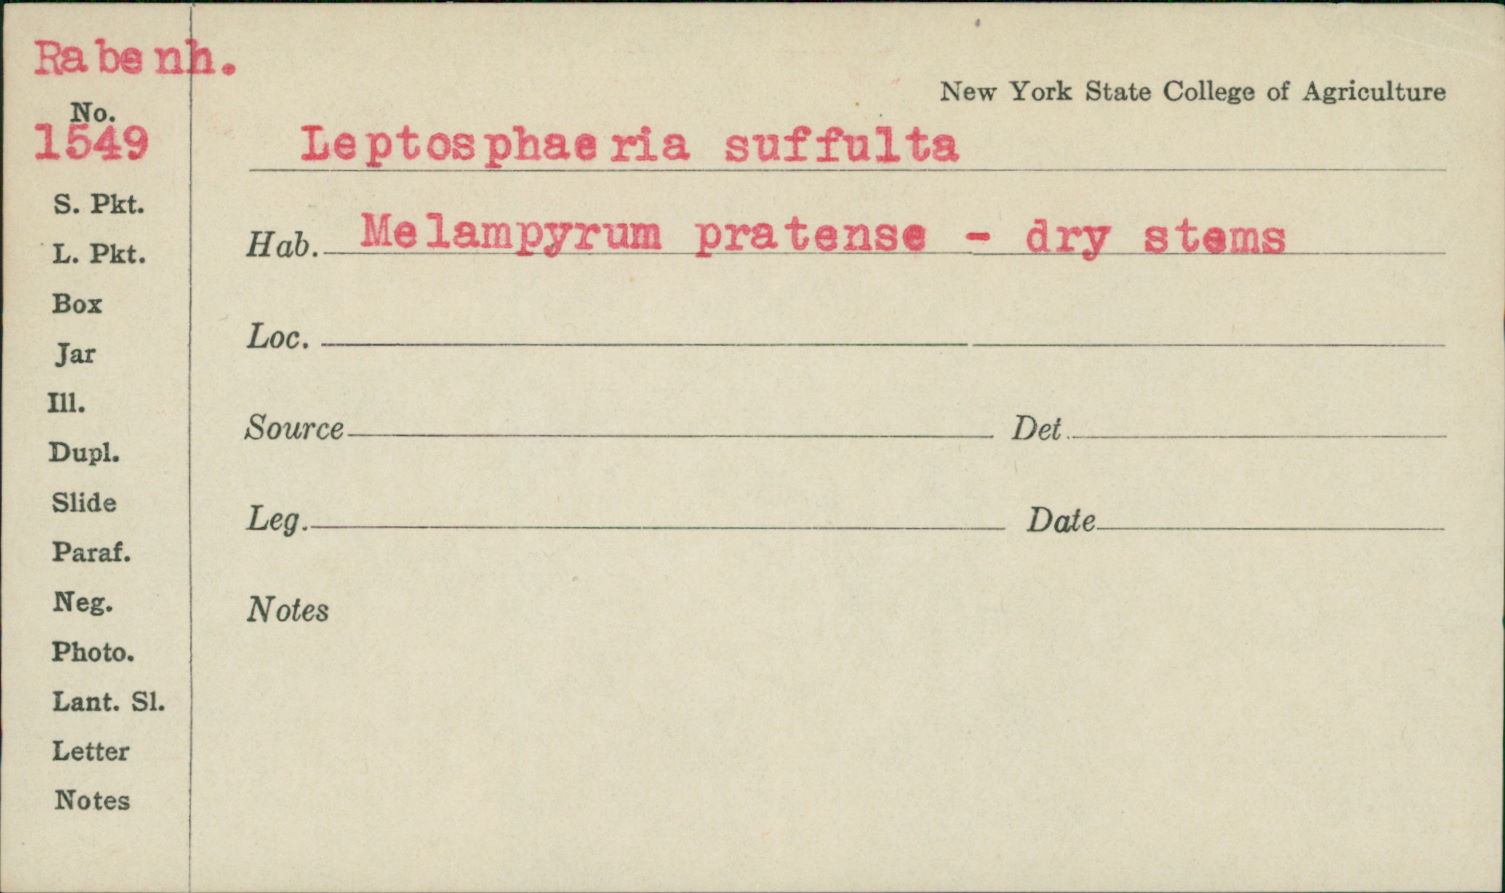 Rabenh.
New York State College of Agriculture
No.
1549
Leptosphaeria suffulta
S. Pkt.
Hab. Melampyrum pratense - dry stems
L. Pkt.
Box
Loc.
Jar
Ill.
Source Det.
Dupl.
Slide
Leg. Date
Paraf.
Neg.
Notes
Photo.
Lant. Sl.
Letter
Notes